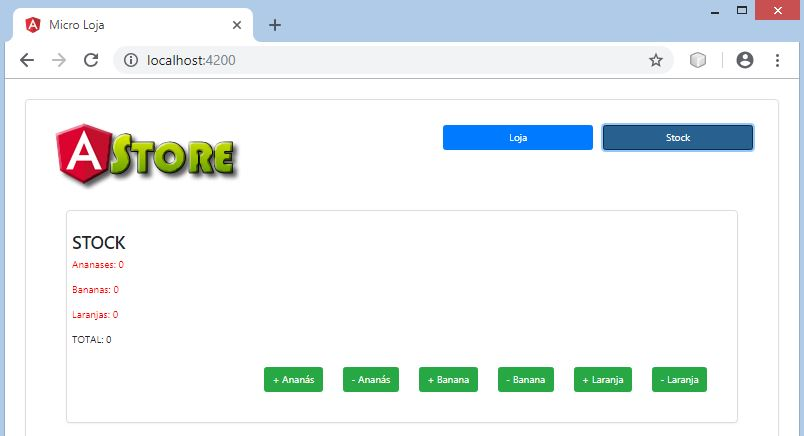 Micro Loja
localhost:4200
A STORE
Loja
Stock
STOCK
Ananases: 0
Bananas: 0
Laranjas: 0
TOTAL: 0
+ Ananás
- Ananás
+ Banana
- Banana
+ Laranja
- Laranja